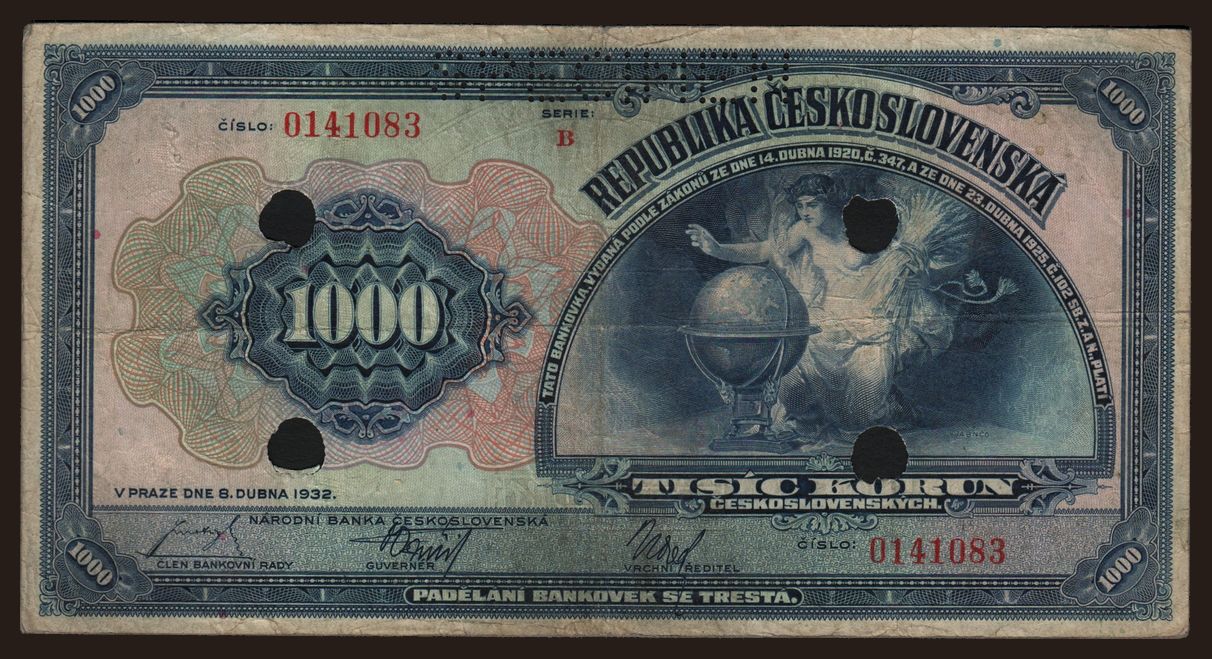 1000
1000
ČÍSLO: 0141083
SERIE:
B
REPUBLIKA ČESKOSLOVENSKÁ
TATO BANKOVKA VYDANÁ PODLE ZÁKONŮ ZE DNE 14. DUBNA 1920, Č. 347, A ZE DNE 23. DUBNA 1925, Č. 102 SB. Z. A N., PLATÍ
1000
TISÍC KORUN
ČESKOSLOVENSKÝCH.
V PRAZE DNE 8. DUBNA 1932.
NÁRODNÍ BANKA ČESKOSLOVENSKÁ
ČÍSLO: 0141083
ČLEN BANKOVNÍ RADY
GUVERNÉR
VRCHNÍ ŘEDITEL
1000
1000
PADĚLÁNÍ BANKOVEK SE TRESTÁ.